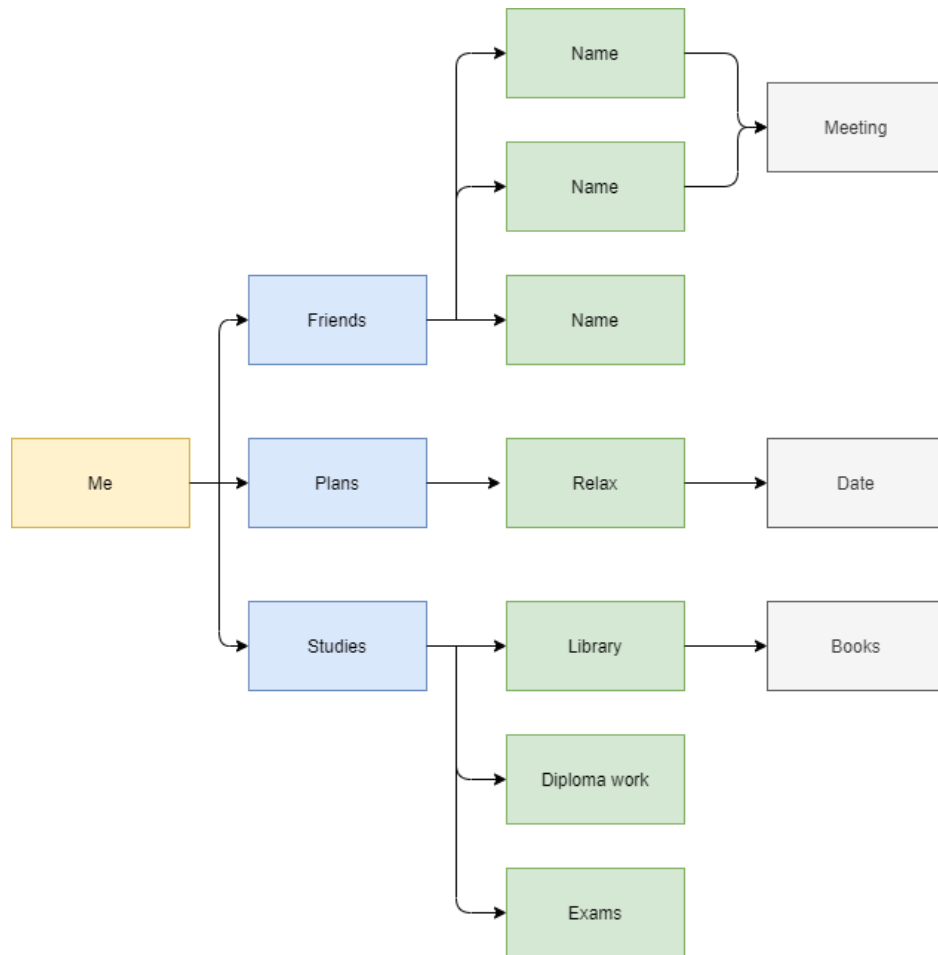 Name
Meeting
Name
Friends
Name
Me
Plans
Relax
Date
Studies
Library
Books
Diploma work
Exams